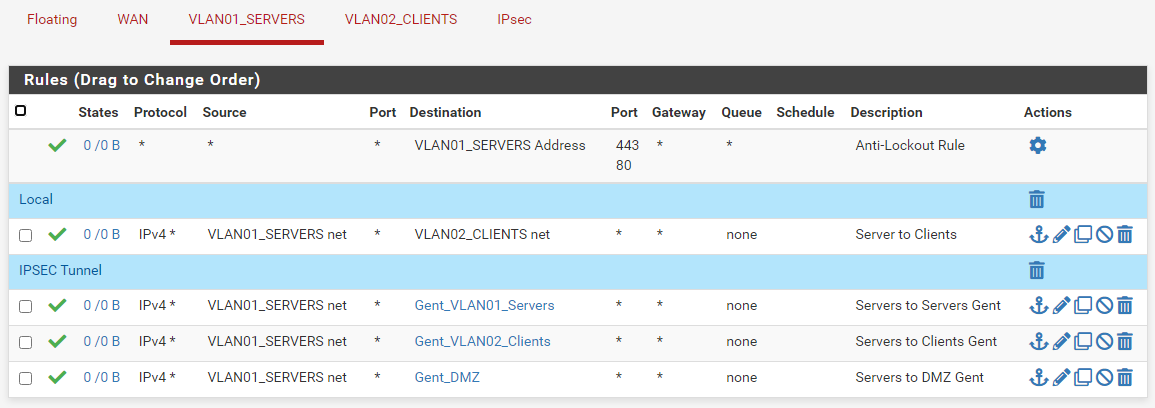 Floating WAN VLAN01_SERVERS VLAN02_CLIENTS IPsec
Rules (Drag to Change Order)
States Protocol Source Port Destination Port Gateway Queue Schedule Description Actions
0 /0 B * * VLAN01_SERVERS Address 443 * * Anti-Lockout Rule
80
Local
0 /0 B IPv4 * VLAN01_SERVERS net * VLAN02_CLIENTS net * * none Server to Clients
IPSEC Tunnel
0 /0 B IPv4 * VLAN01_SERVERS net * Gent_VLAN01_Servers * * none Servers to Servers Gent
0 /0 B IPv4 * VLAN01_SERVERS net * Gent_VLAN02_Clients * * none Servers to Clients Gent
0 /0 B IPv4 * VLAN01_SERVERS net * Gent_DMZ * * none Servers to DMZ Gent